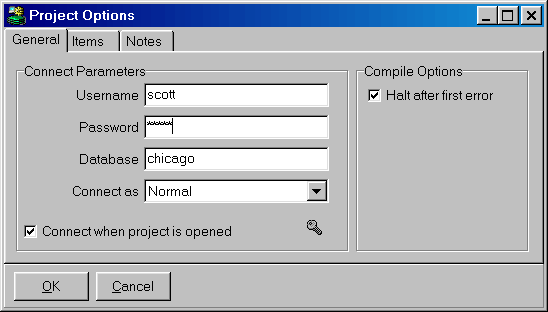 Project Options
General Items Notes
Connect Parameters
Username scott
Password *****
Database chicago
Connect as Normal
Connect when project is opened
Compile Options
Halt after first error
OK Cancel